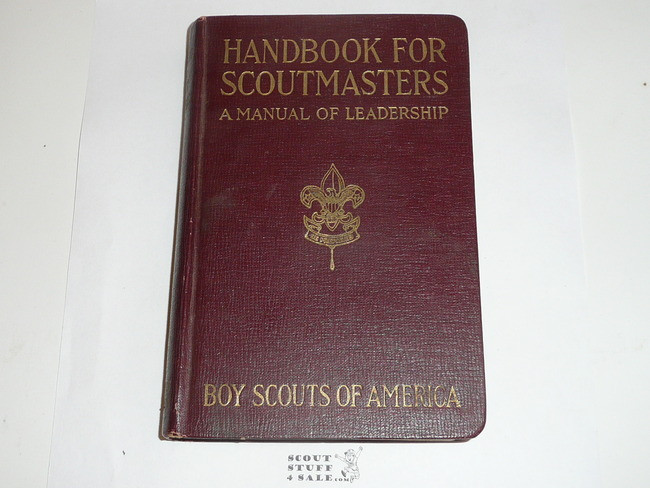 HANDBOOK FOR
SCOUTMASTERS
A MANUAL OF LEADERSHIP
BE PREPARED
BOY SCOUTS OF AMERICA
SCOUT
STUFF
4 SALE.COM